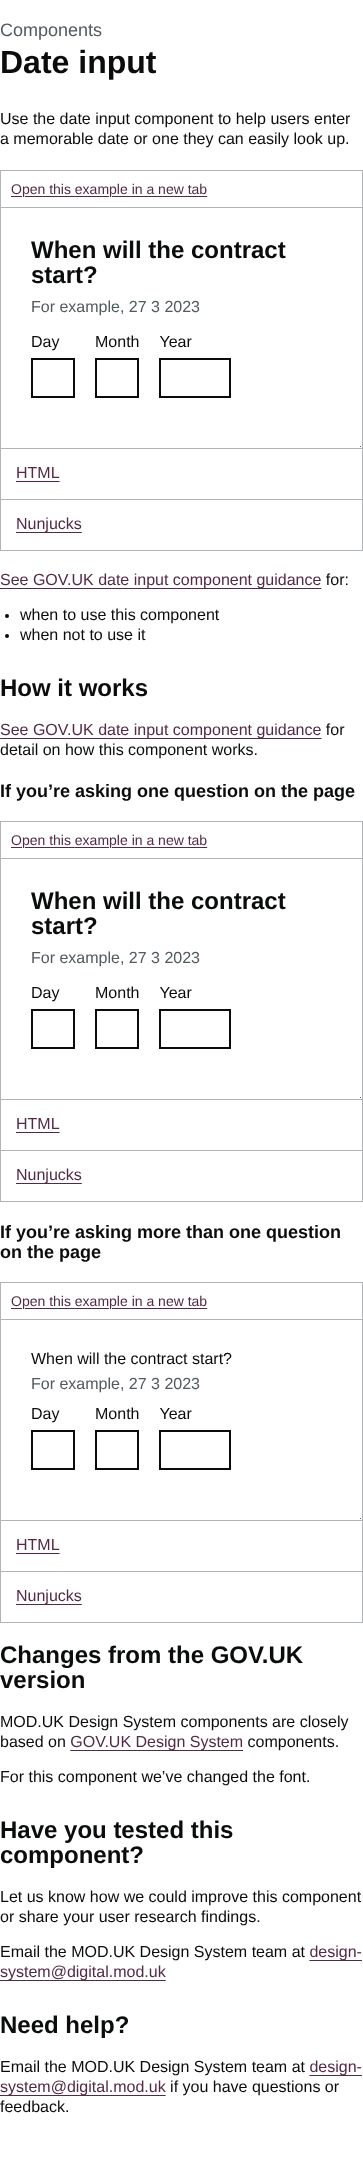 Components
Date input
Use the date input component to help users enter
a memorable date or one they can easily look up.
Open this example in a new tab
When will the contract
start?
For example, 27 3 2023
Day Month Year
HTML
Nunjucks
See GOV.UK date input component guidance for:
• when to use this component
• when not to use it
How it works
See GOV.UK date input component guidance for
detail on how this component works.
If you’re asking one question on the page
Open this example in a new tab
When will the contract
start?
For example, 27 3 2023
Day Month Year
HTML
Nunjucks
If you’re asking more than one question
on the page
Open this example in a new tab
When will the contract start?
For example, 27 3 2023
Day Month Year
HTML
Nunjucks
Changes from the GOV.UK
version
MOD.UK Design System components are closely
based on GOV.UK Design System components.
For this component we’ve changed the font.
Have you tested this
component?
Let us know how we could improve this component
or share your user research findings.
Email the MOD.UK Design System team at design-
system@digital.mod.uk
Need help?
Email the MOD.UK Design System team at design-
system@digital.mod.uk if you have questions or
feedback.